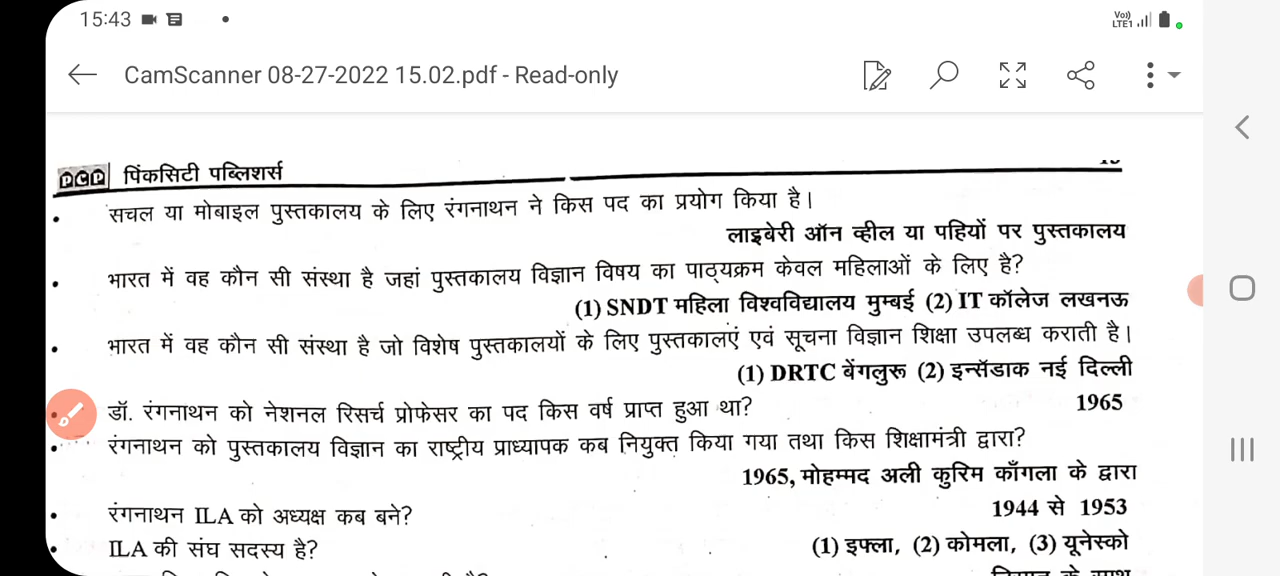 15:43
Vo)) LTE1
CamScanner 08-27-2022 15.02.pdf - Read-only
PCP पिंकसिटी पब्लिशर्स
• सचल या मोबाइल पुस्तकालय के लिए रंगनाथन ने किस पद का प्रयोग किया है।
लाइबेरी ऑन व्हील या पहियों पर पुस्तकालय
• भारत में वह कौन सी संस्था है जहां पुस्तकालय विज्ञान विषय का पाठ्यक्रम केवल महिलाओं के लिए है?
(1) SNDT महिला विश्वविद्यालय मुम्बई (2) IT कॉलेज लखनऊ
• भारत में वह कौन सी संस्था है जो विशेष पुस्तकालयों के लिए पुस्तकालएं एवं सूचना विज्ञान शिक्षा उपलब्ध कराती है।
(1) DRTC बेंगलुरू (2) इन्सॅडाक नई दिल्ली
डॉ. रंगनाथन को नेशनल रिसर्च प्रोफेसर का पद किस वर्ष प्राप्त हुआ था? 1965
• रंगनाथन को पुस्तकालय विज्ञान का राष्ट्रीय प्राध्यापक कब नियुक्त किया गया तथा किस शिक्षामंत्री द्वारा?
1965, मोहम्मद अली कुरिम कॉंगला के द्वारा
• रंगनाथन ILA को अध्यक्ष कब बने? 1944 से 1953
• ILA की संघ सदस्य है? (1) इफ्ला, (2) कोमला, (3) यूनेस्को